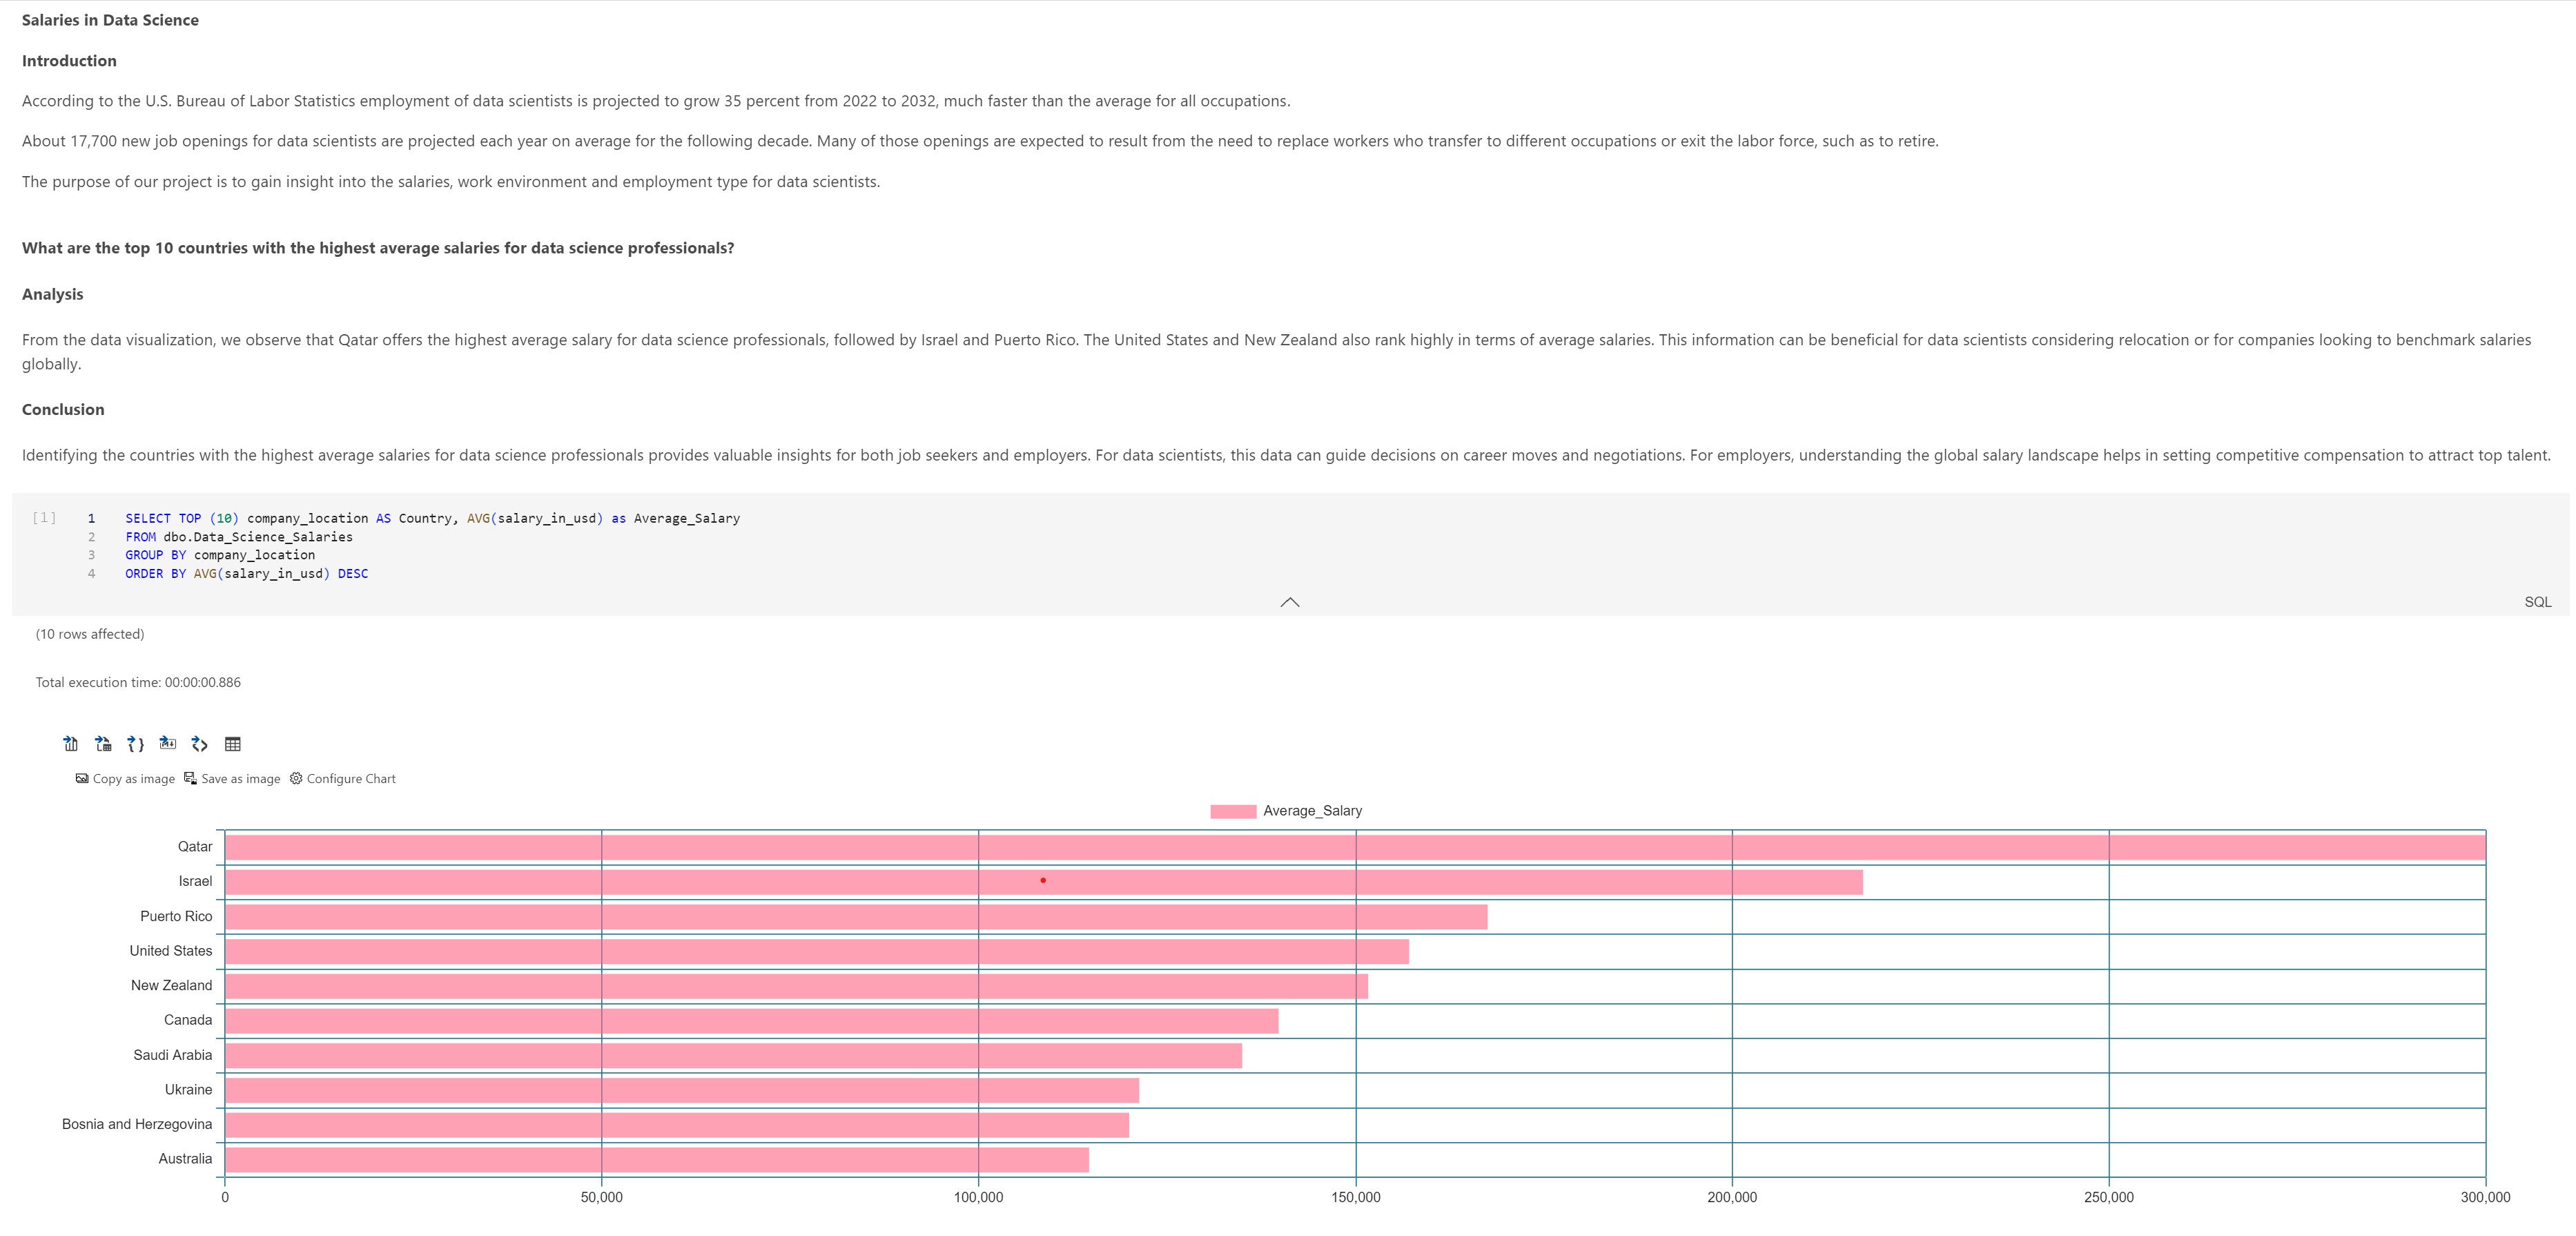 Salaries in Data Science
Introduction
According to the U.S. Bureau of Labor Statistics employment of data scientists is projected to grow 35 percent from 2022 to 2032, much faster than the average for all occupations.
About 17,700 new job openings for data scientists are projected each year on average for the following decade. Many of those openings are expected to result from the need to replace workers who transfer to different occupations or exit the labor force, such as to retire.
The purpose of our project is to gain insight into the salaries, work environment and employment type for data scientists.
What are the top 10 countries with the highest average salaries for data science professionals?
Analysis
From the data visualization, we observe that Qatar offers the highest average salary for data science professionals, followed by Israel and Puerto Rico. The United States and New Zealand also rank highly in terms of average salaries. This information can be beneficial for data scientists considering relocation or for companies looking to benchmark salaries
globally.
Conclusion
Identifying the countries with the highest average salaries for data science professionals provides valuable insights for both job seekers and employers. For data scientists, this data can guide decisions on career moves and negotiations. For employers, understanding the global salary landscape helps in setting competitive compensation to attract top talent.
[1] 1 SELECT TOP (10) company_location AS Country, AVG(salary_in_usd) as Average_Salary
2 FROM dbo.Data_Science_Salaries
3 GROUP BY company_location
4 ORDER BY AVG(salary_in_usd) DESC
SQL
(10 rows affected)
Total execution time: 00:00:00.886
Copy as image Save as image Configure Chart
Average_Salary
Qatar
Israel
Puerto Rico
United States
New Zealand
Canada
Saudi Arabia
Ukraine
Bosnia and Herzegovina
Australia
0 50,000 100,000 150,000 200,000 250,000 300,000